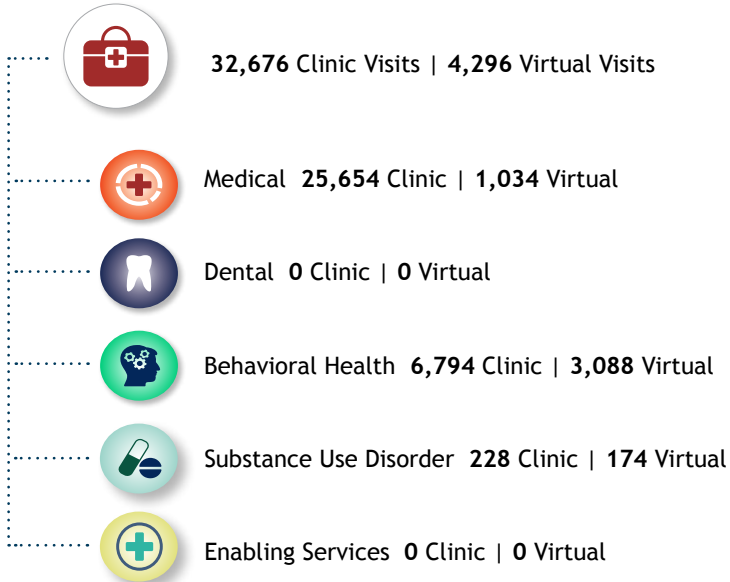 32,676 Clinic Visits | 4,296 Virtual Visits
Medical 25,654 Clinic | 1,034 Virtual
Dental 0 Clinic | 0 Virtual
Behavioral Health 6,794 Clinic | 3,088 Virtual
Substance Use Disorder 228 Clinic | 174 Virtual
Enabling Services 0 Clinic | 0 Virtual